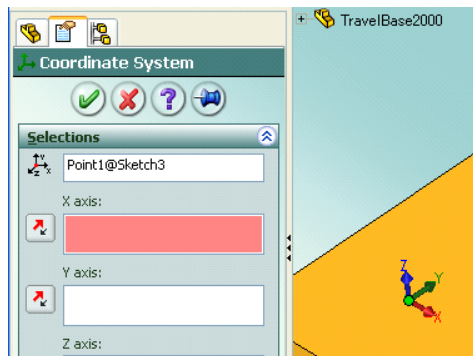 TravelBase2000
Coordinate System
?
Selections
Y
Z X
Point1@Sketch3
X axis:
Y axis:
Z axis:
Z
Y
X